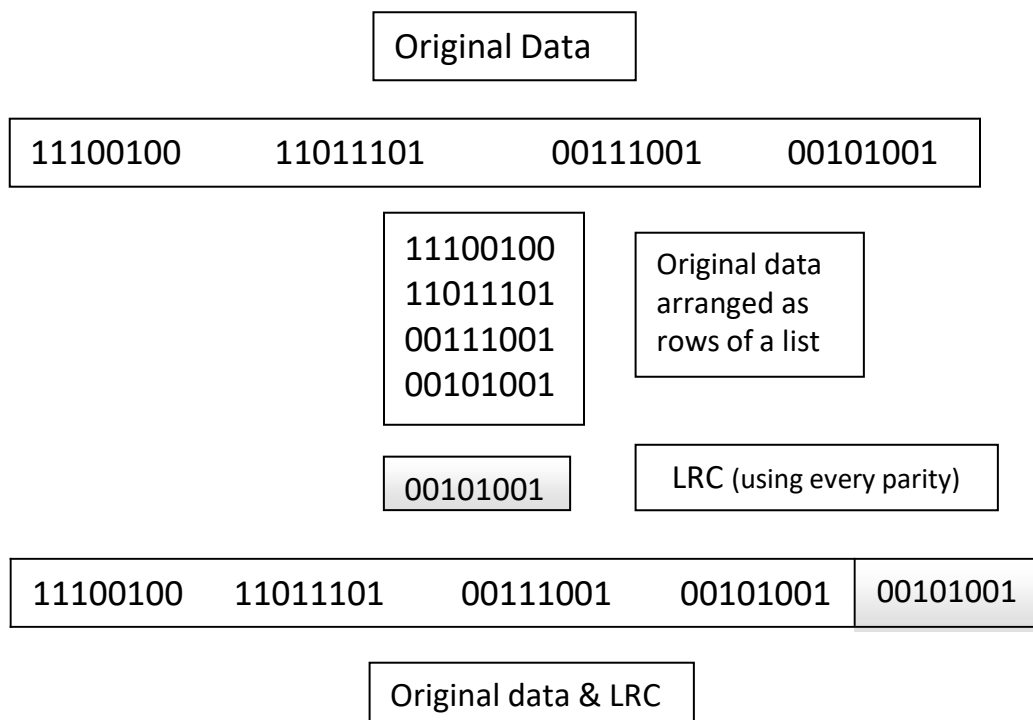 Original Data
11100100 11011101 00111001 00101001
11100100
11011101
00111001
00101001
Original data
arranged as
rows of a list
00101001
LRC (using every parity)
11100100 11011101 00111001 00101001 00101001
Original data & LRC